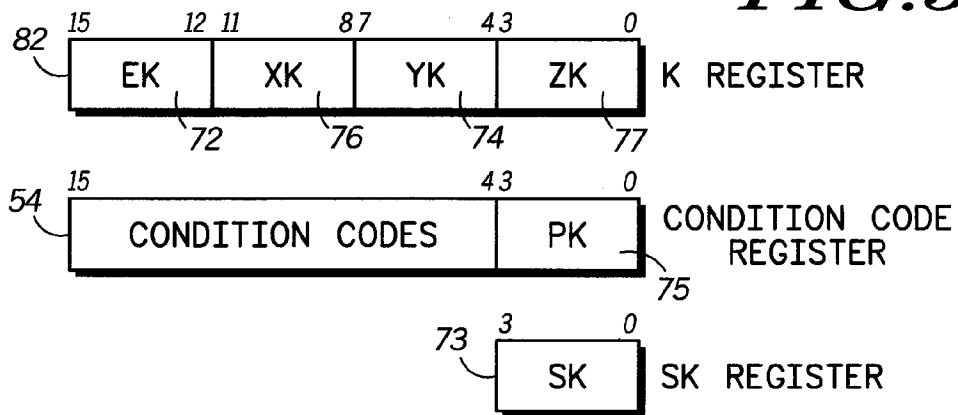 15 12 11 8 7 4 3 0
82 EK XK YK ZK K REGISTER
72 76 74 77
15 4 3 0
54 CONDITION CODES PK CONDITION CODE
REGISTER
75
3 0
73 SK SK REGISTER